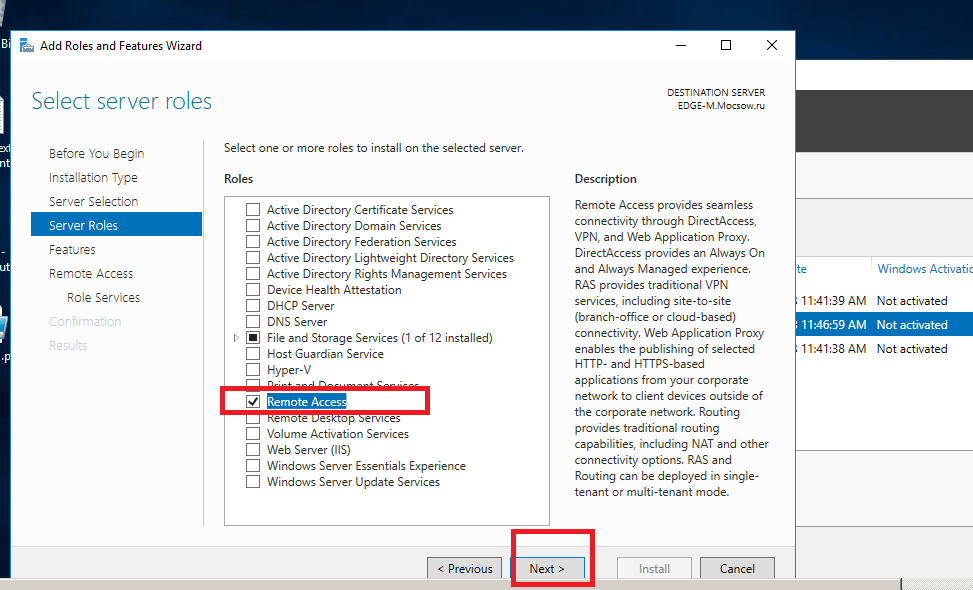 Add Roles and Features Wizard
Select server roles
DESTINATION SERVER
EDGE-M.Mocsow.ru
Before You Begin
Installation Type
Server Selection
Server Roles
Features
Remote Access
Role Services
Confirmation
Results
Select one or more roles to install on the selected server.
Roles
Active Directory Certificate Services
Active Directory Domain Services
Active Directory Federation Services
Active Directory Lightweight Directory Services
Active Directory Rights Management Services
Device Health Attestation
DHCP Server
DNS Server
File and Storage Services (1 of 12 installed)
Host Guardian Service
Hyper-V
Print and Document Services
Remote Access
Remote Desktop Services
Volume Activation Services
Web Server (IIS)
Windows Server Essentials Experience
Windows Server Update Services
Description
Remote Access provides seamless
connectivity through DirectAccess,
VPN, and Web Application Proxy.
DirectAccess provides an Always On
and Always Managed experience.
RAS provides traditional VPN
services, including site-to-site
(branch-office or cloud-based)
connectivity. Web Application Proxy
enables the publishing of selected
HTTP- and HTTPS-based
applications from your corporate
network to client devices outside of
the corporate network. Routing
provides traditional routing
capabilities, including NAT and other
connectivity options. RAS and
Routing can be deployed in single-
tenant or multi-tenant mode.
< Previous
Next >
Install
Cancel
te Windows Activatio
11:41:39 AM Not activated
11:46:59 AM Not activated
11:41:38 AM Not activated